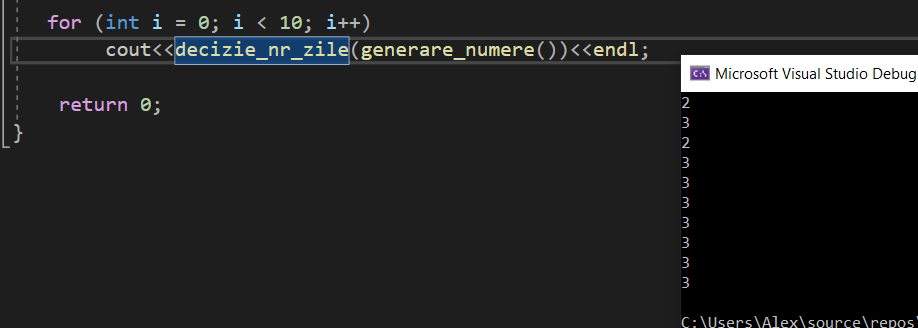 for (int i = 0; i < 10; i++)
cout<<decizie_nr_zile(generare_numere())<<endl;
return 0;
}
Microsoft Visual Studio Debug
2
3
2
3
3
3
3
3
3
3
C:\Users\Alex\source\repos\